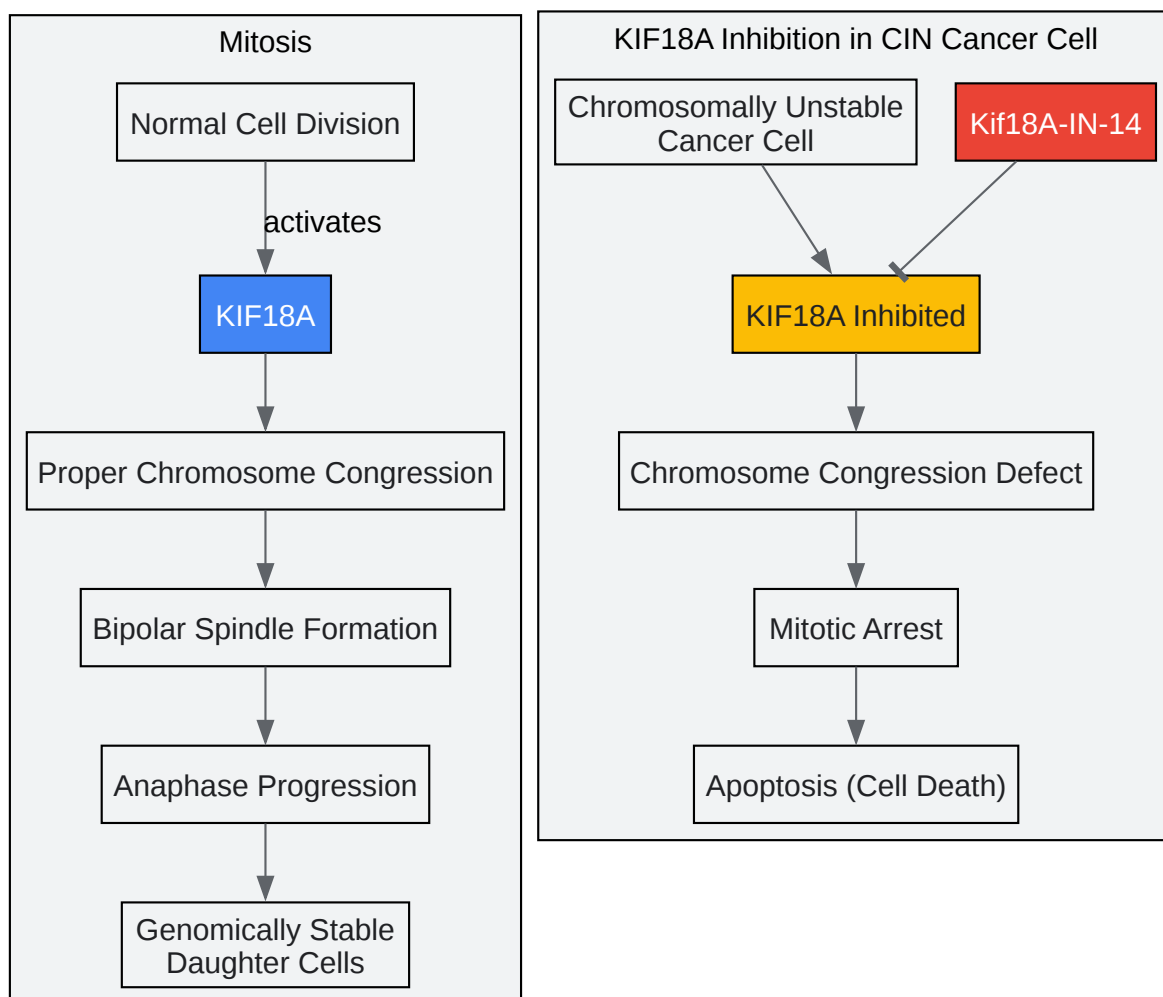 Mitosis
Normal Cell Division
activates
KIF18A
Proper Chromosome Congression
Bipolar Spindle Formation
Anaphase Progression
Genomically Stable
Daughter Cells
KIF18A Inhibition in CIN Cancer Cell
Chromosomally Unstable
Cancer Cell
Kif18A-IN-14
KIF18A Inhibited
Chromosome Congression Defect
Mitotic Arrest
Apoptosis (Cell Death)